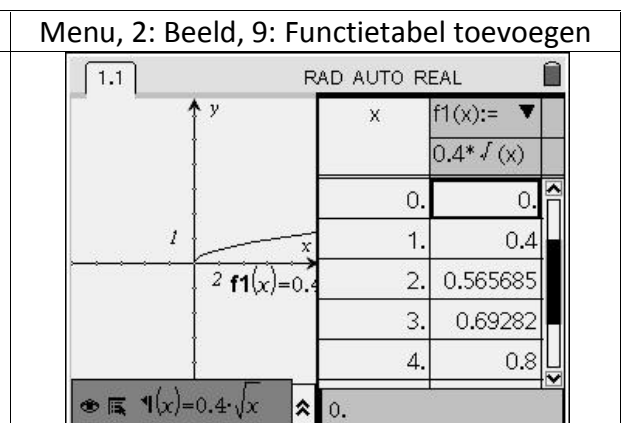 Menu, 2: Beeld, 9: Functietabel toevoegen
1.1 RAD AUTO REAL
y
1
x
2 f1(x)=0.4
x f1(x):= ▼
0.4*√(x)
0. 0.
1. 0.4
2. 0.565685
3. 0.69282
4. 0.8
(x)=0.4·√x
0.